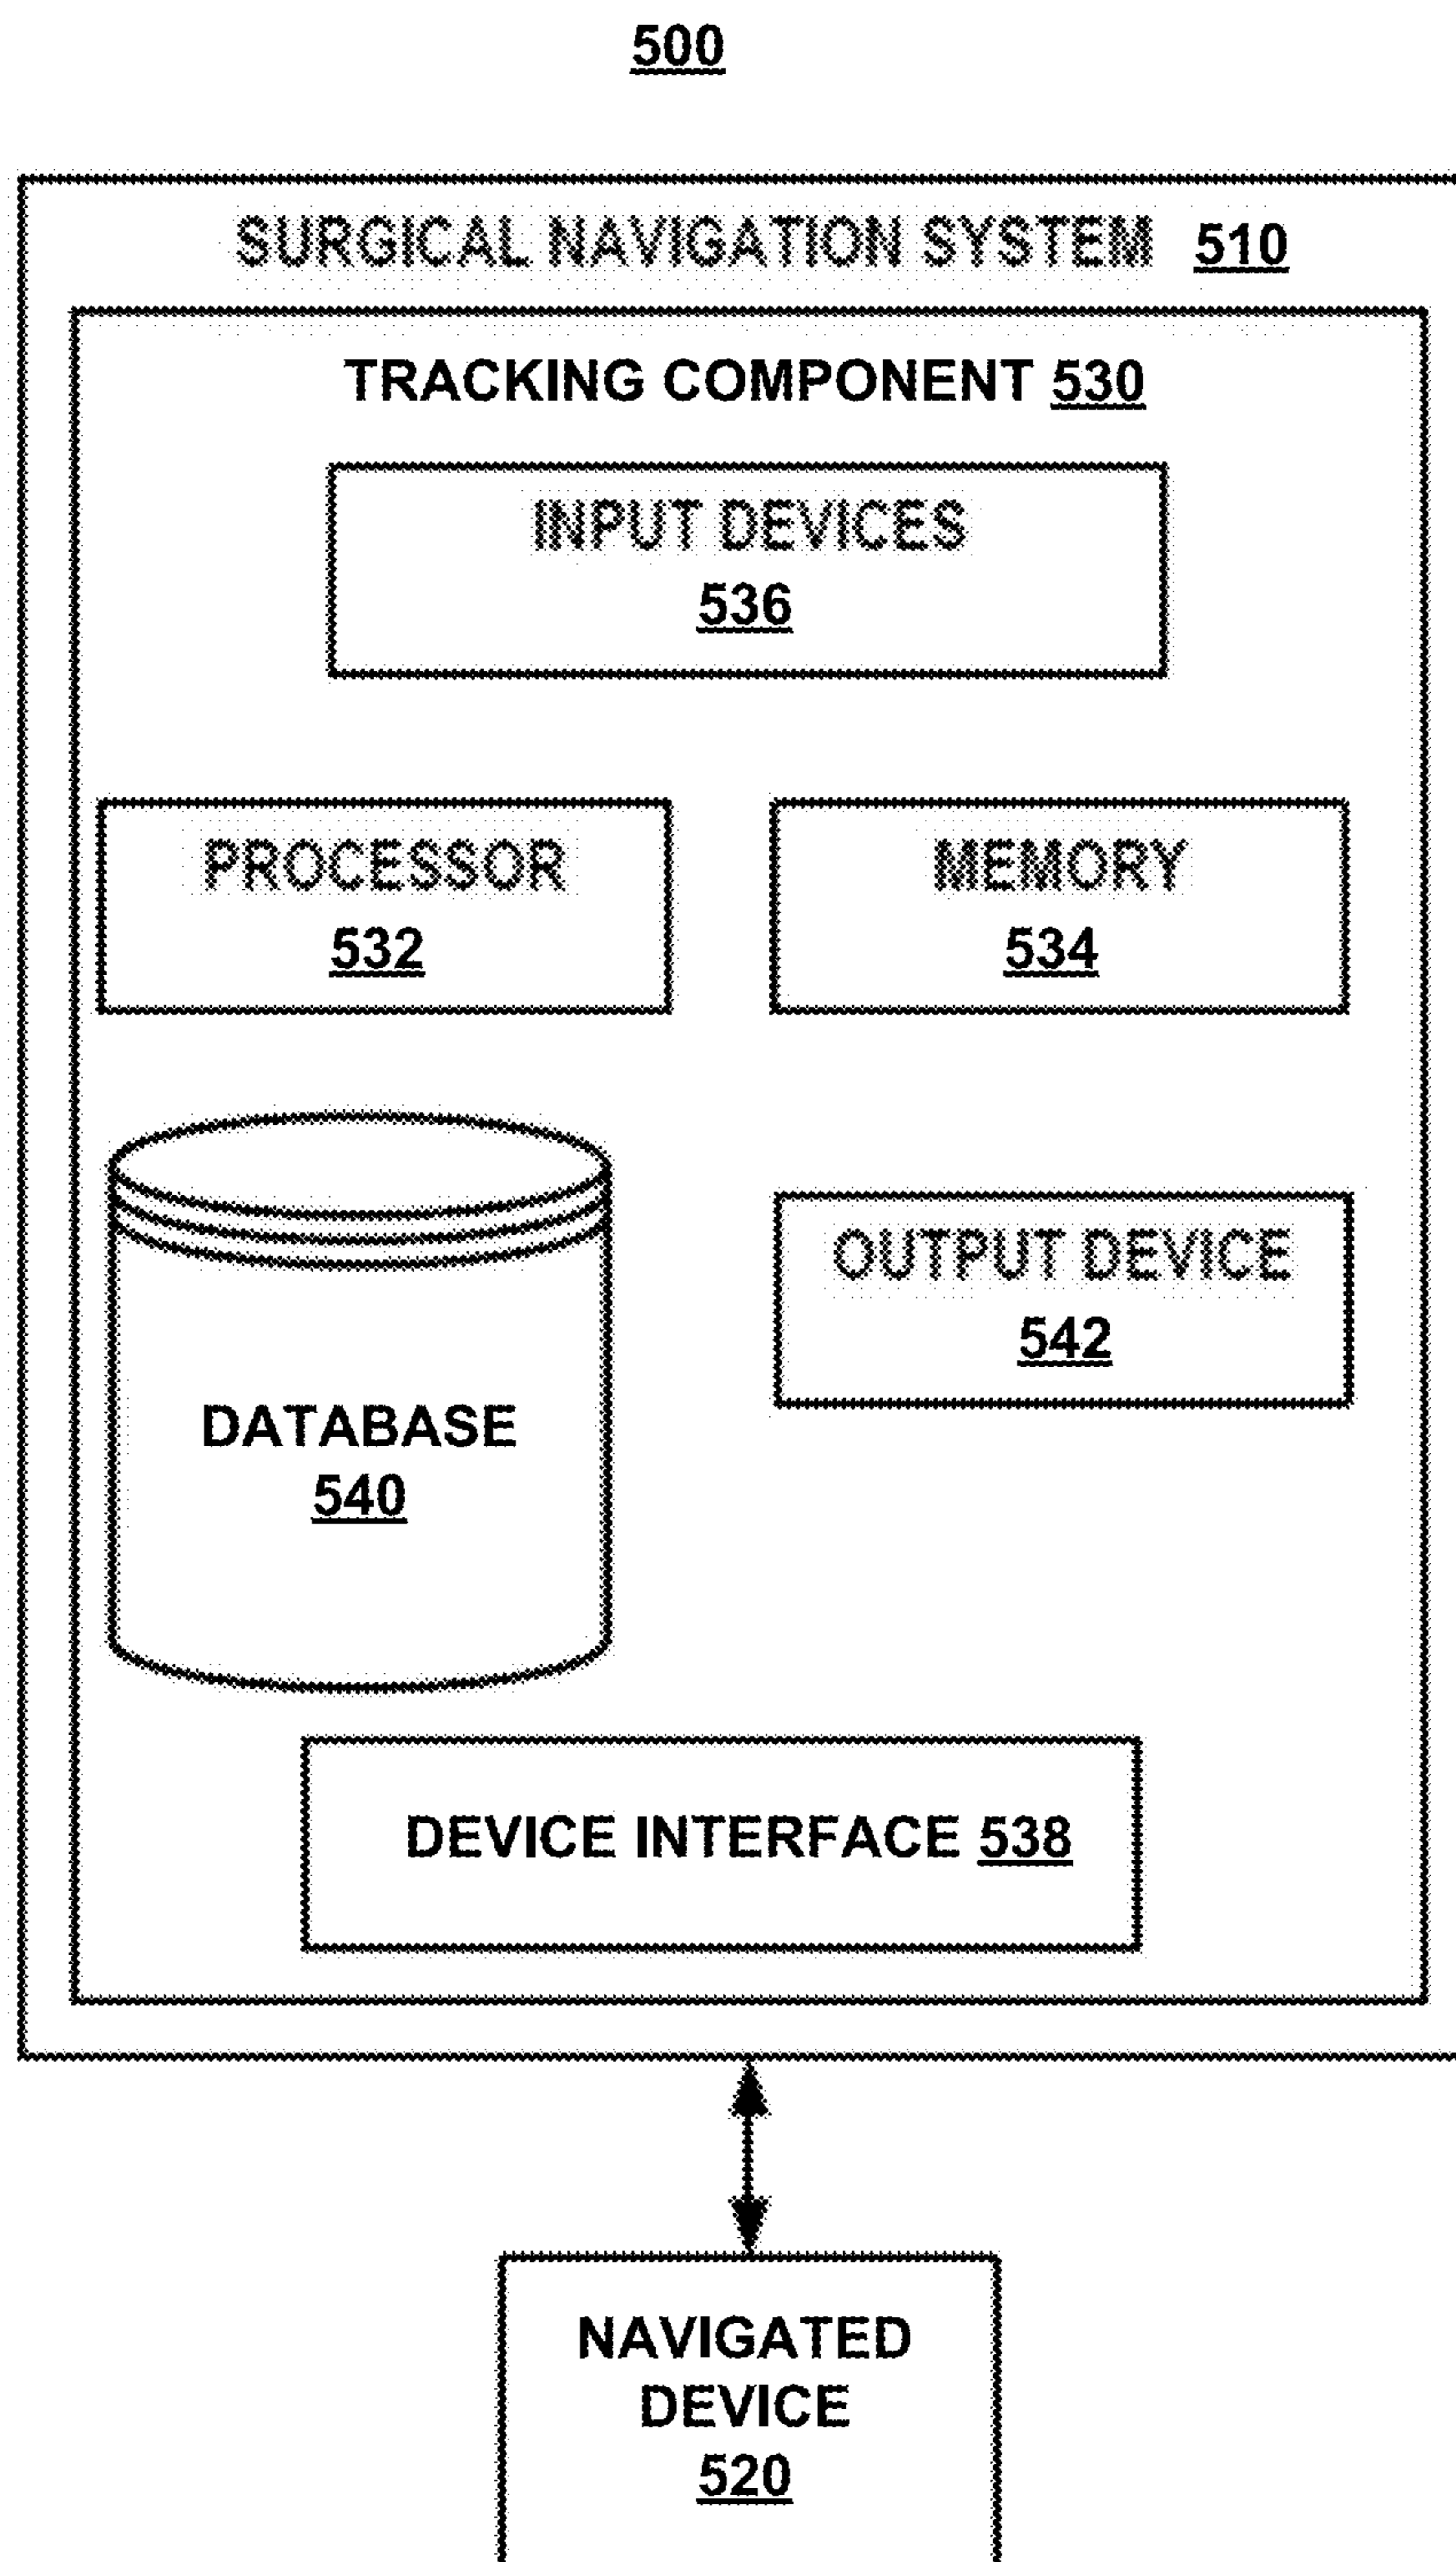 500
SURGICAL NAVIGATION SYSTEM 510
TRACKING COMPONENT 530
INPUT DEVICES
536
PROCESSOR
532
MEMORY
534
DATABASE
540
OUTPUT DEVICE
542
DEVICE INTERFACE 538
NAVIGATED
DEVICE
520